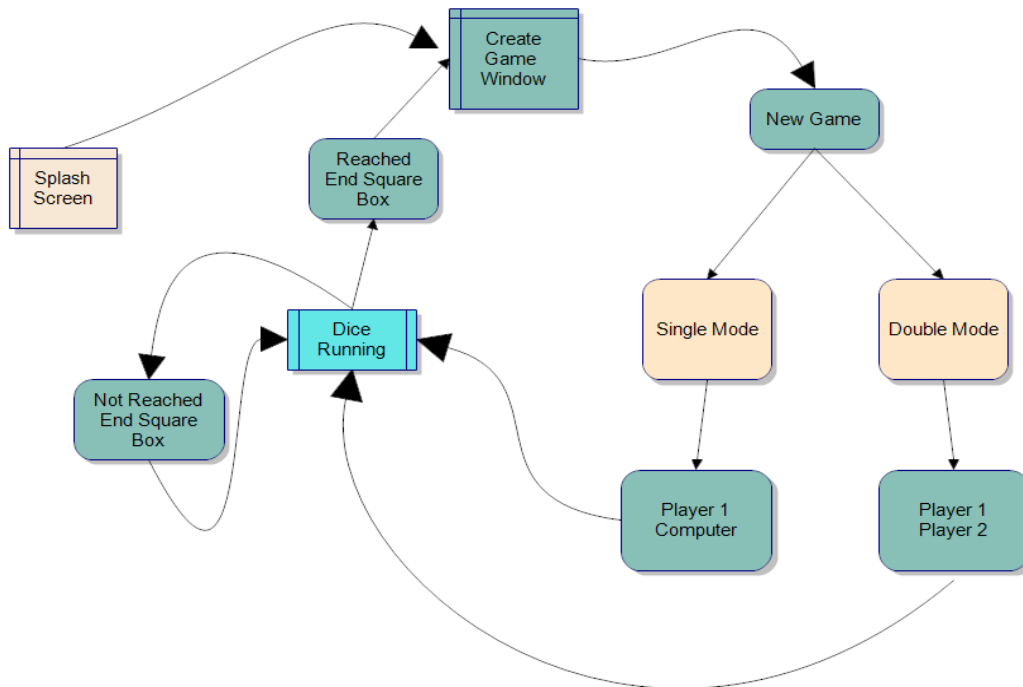 Create
Game
Window
New Game
Reached
End Square
Box
Splash
Screen
Dice
Running
Single Mode
Double Mode
Not Reached
End Square
Box
Player 1
Computer
Player 1
Player 2